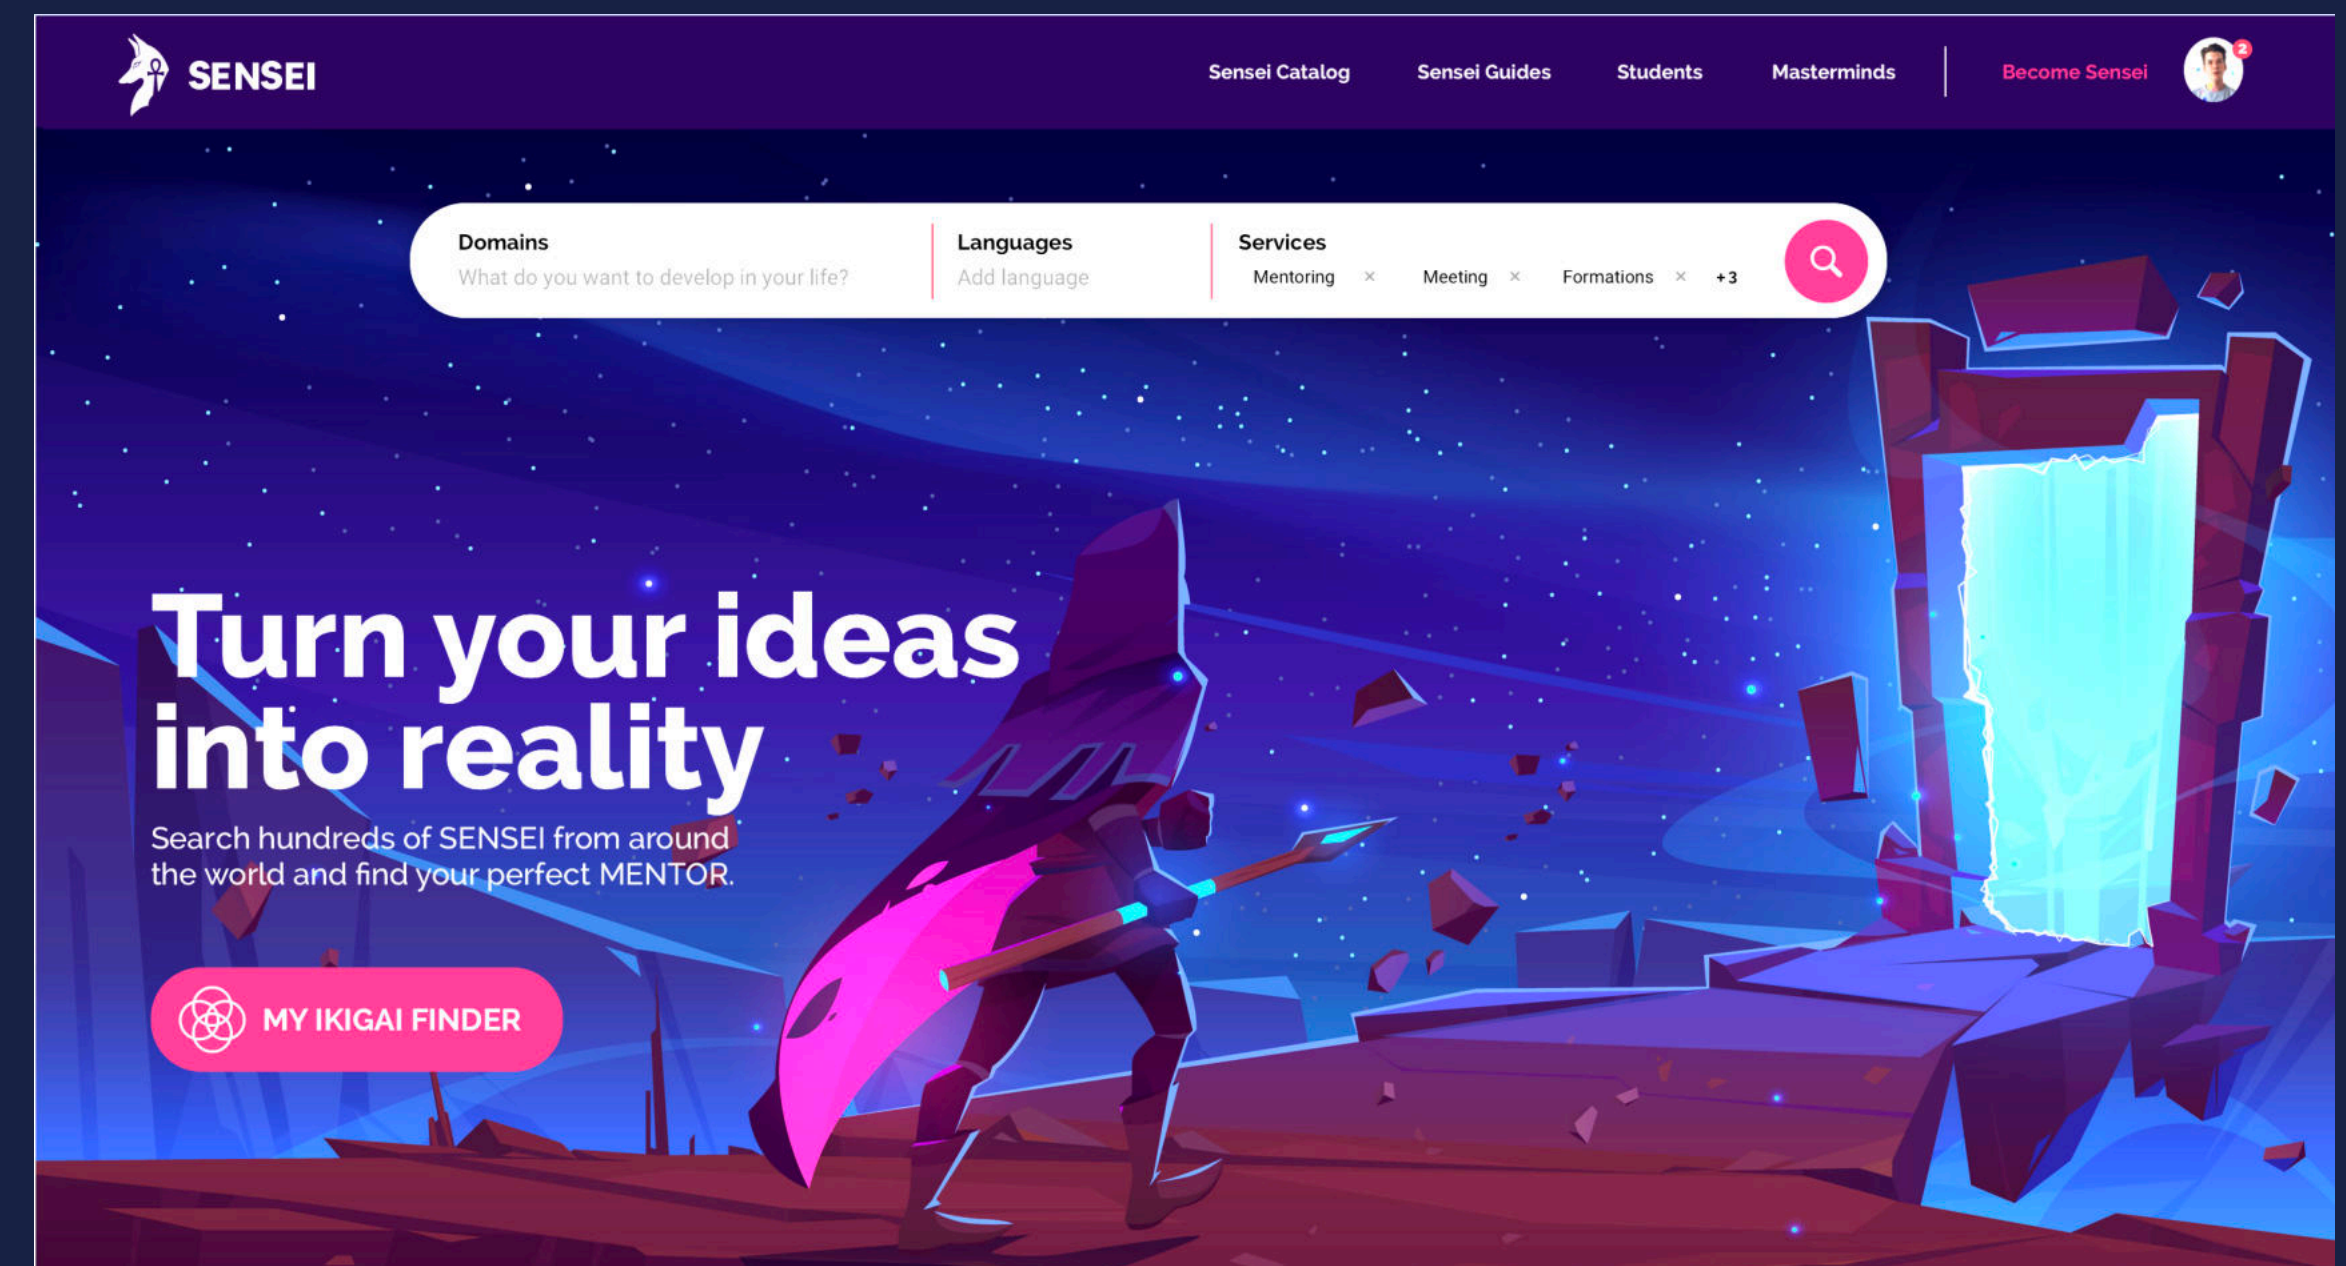 SENSEI
Sensei Catalog
Sensei Guides
Students
Masterminds
Become Sensei
2
Domains
What do you want to develop in your life?
Languages
Add language
Services
Mentoring × Meeting × Formations × +3
Turn your ideas
into reality
Search hundreds of SENSEI from around
the world and find your perfect MENTOR.
MY IKIGAI FINDER